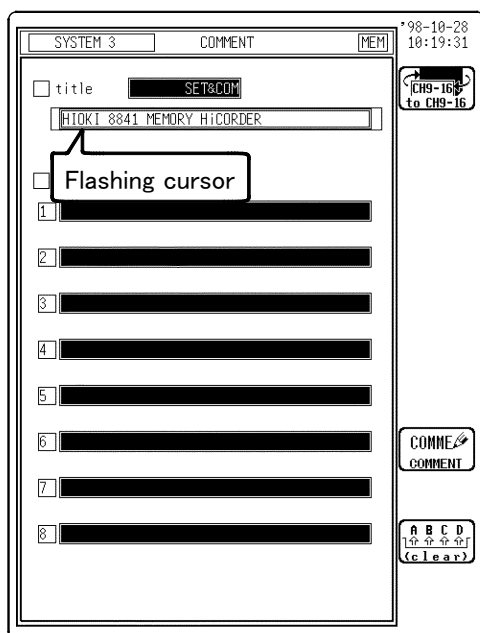 SYSTEM 3 COMMENT MEM
'98-10-28
10:19:31
title SET&COM
HIOKI 8841 MEMORY HiCORDER
Flashing cursor
1
2
3
4
5
6
7
8
CH9-16
to CH9-16
COMME
COMMENT
A B C D
(clear)